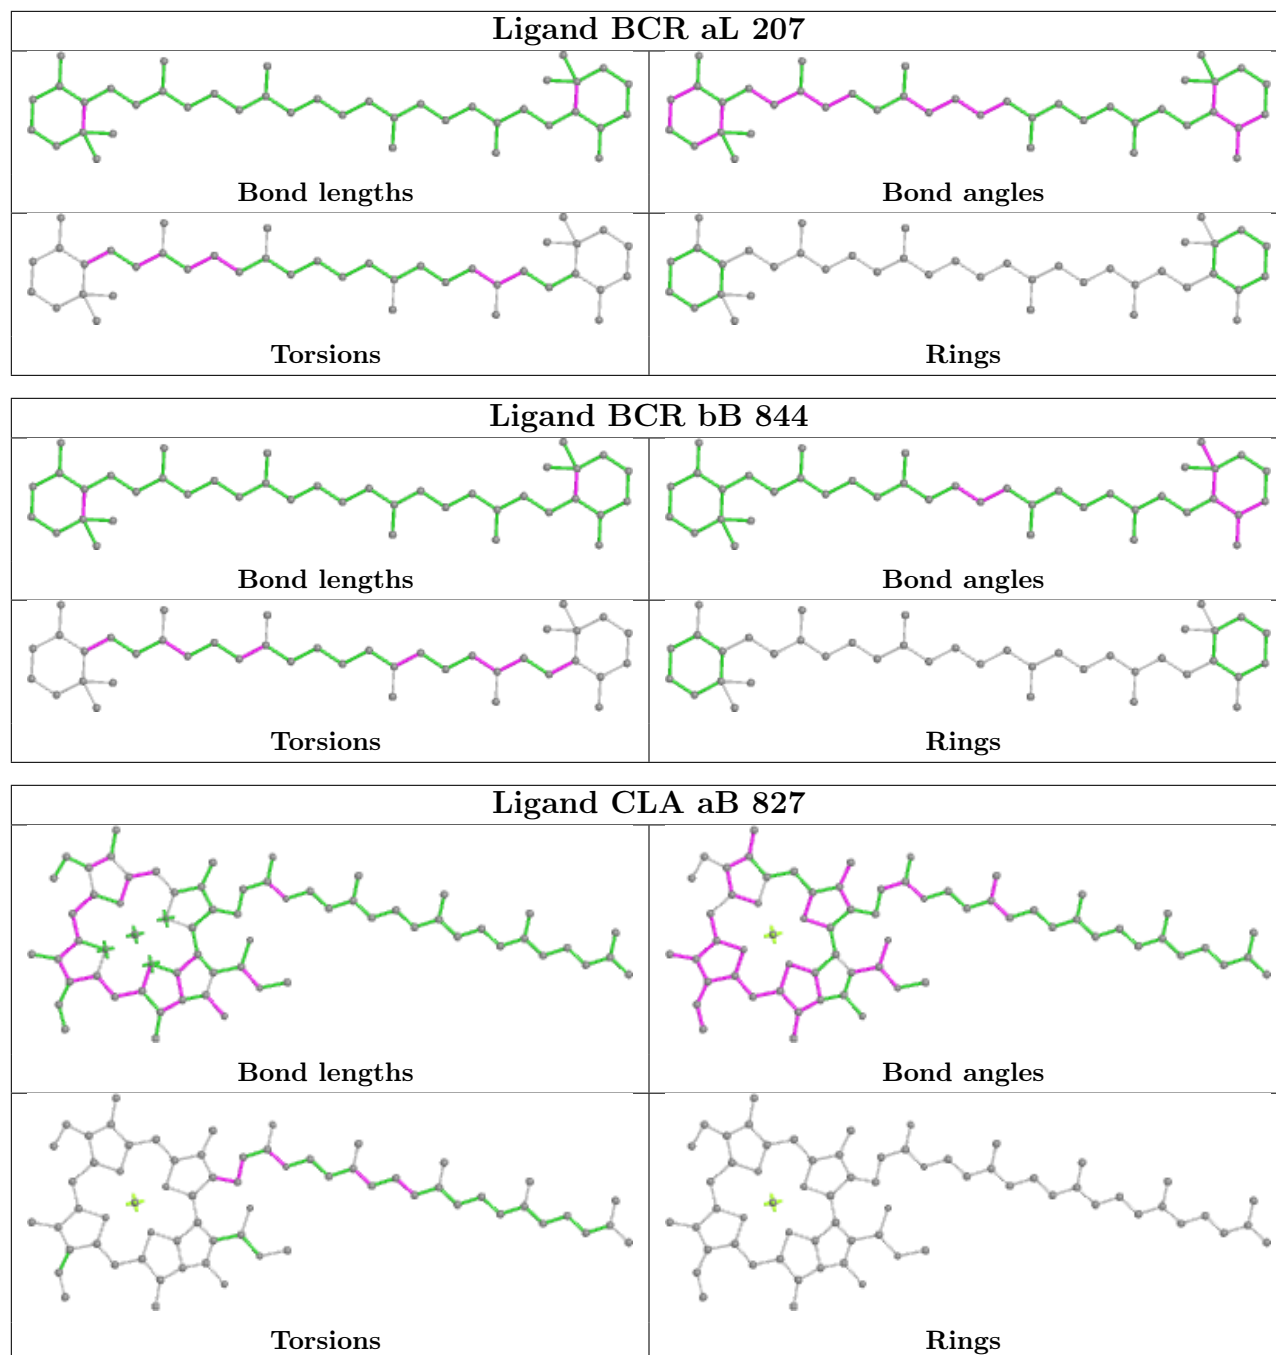 Ligand BCR aL 207
Bond lengths
Bond angles
Torsions
Rings
Ligand BCR bB 844
Bond lengths
Bond angles
Torsions
Rings
Ligand CLA aB 827
Bond lengths
Bond angles
Torsions
Rings